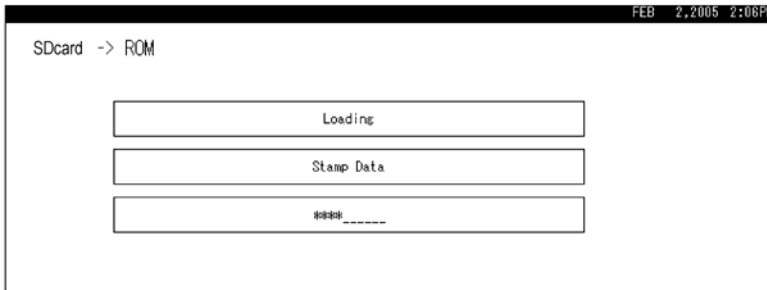 FEB 2,2005 2:06P
SDcard -> ROM
Loading
Stamp Data
****______